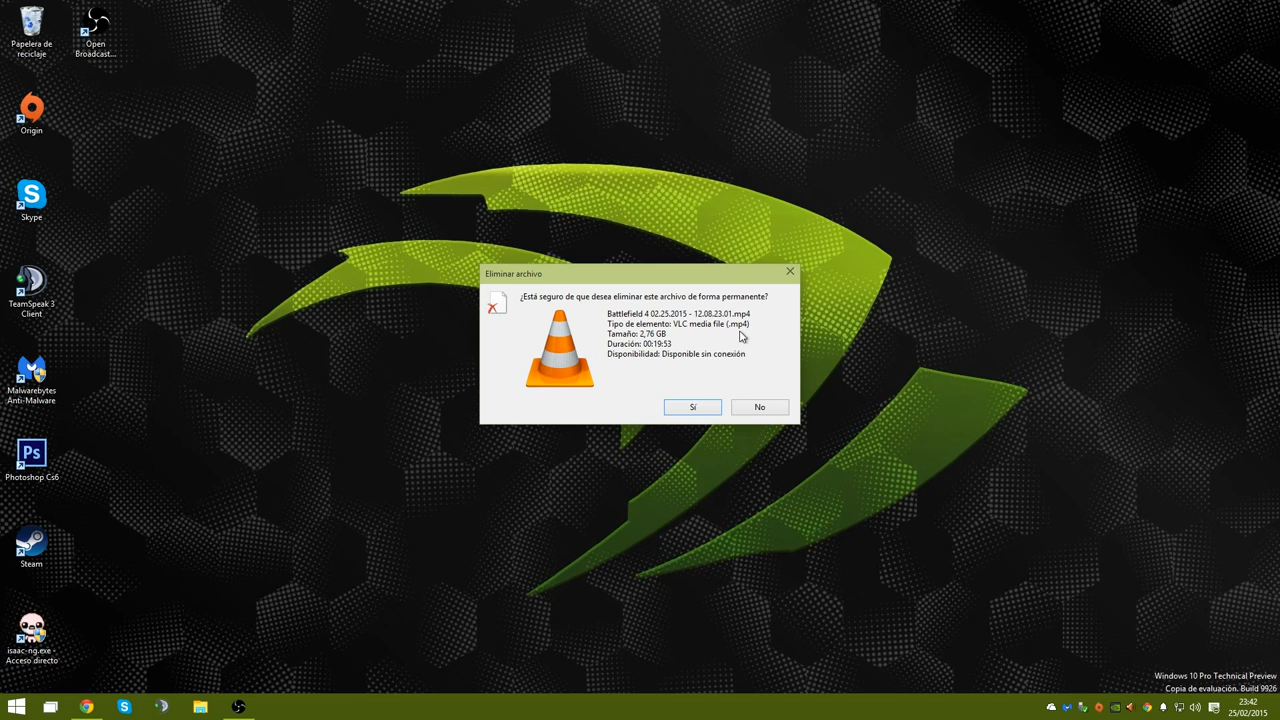 Papelera de
reciclaje
Open
Broadcast...
Origin
S
Skype
TeamSpeak 3
Client
Malwarebytes
Anti-Malware
Ps
Photoshop Cs6
Steam
isaac-ng.exe -
Acceso directo
Eliminar archivo
¿Está seguro de que desea eliminar este archivo de forma permanente?
Battlefield 4 02.25.2015 - 12.08.23.01.mp4
Tipo de elemento: VLC media file (.mp4)
Tamaño: 2,76 GB
Duración: 00:19:53
Disponibilidad: Disponible sin conexión
Sí
No
Windows 10 Pro Technical Preview
Copia de evaluación. Build 9926
S
23:42
25/02/2015